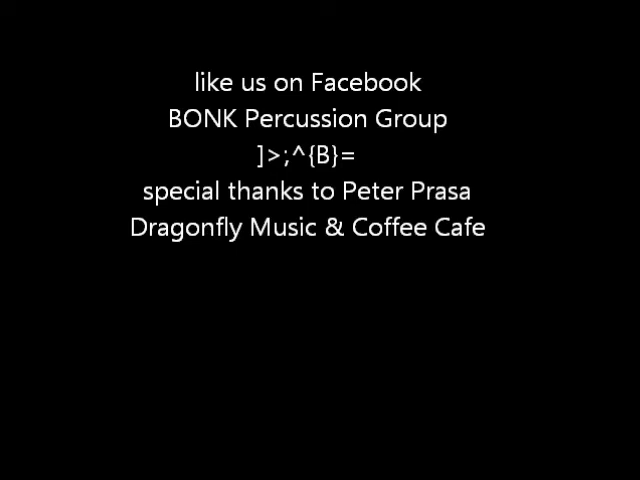 like us on Facebook
BONK Percussion Group
]>;^{B}=
special thanks to Peter Prasa
Dragonfly Music & Coffee Cafe